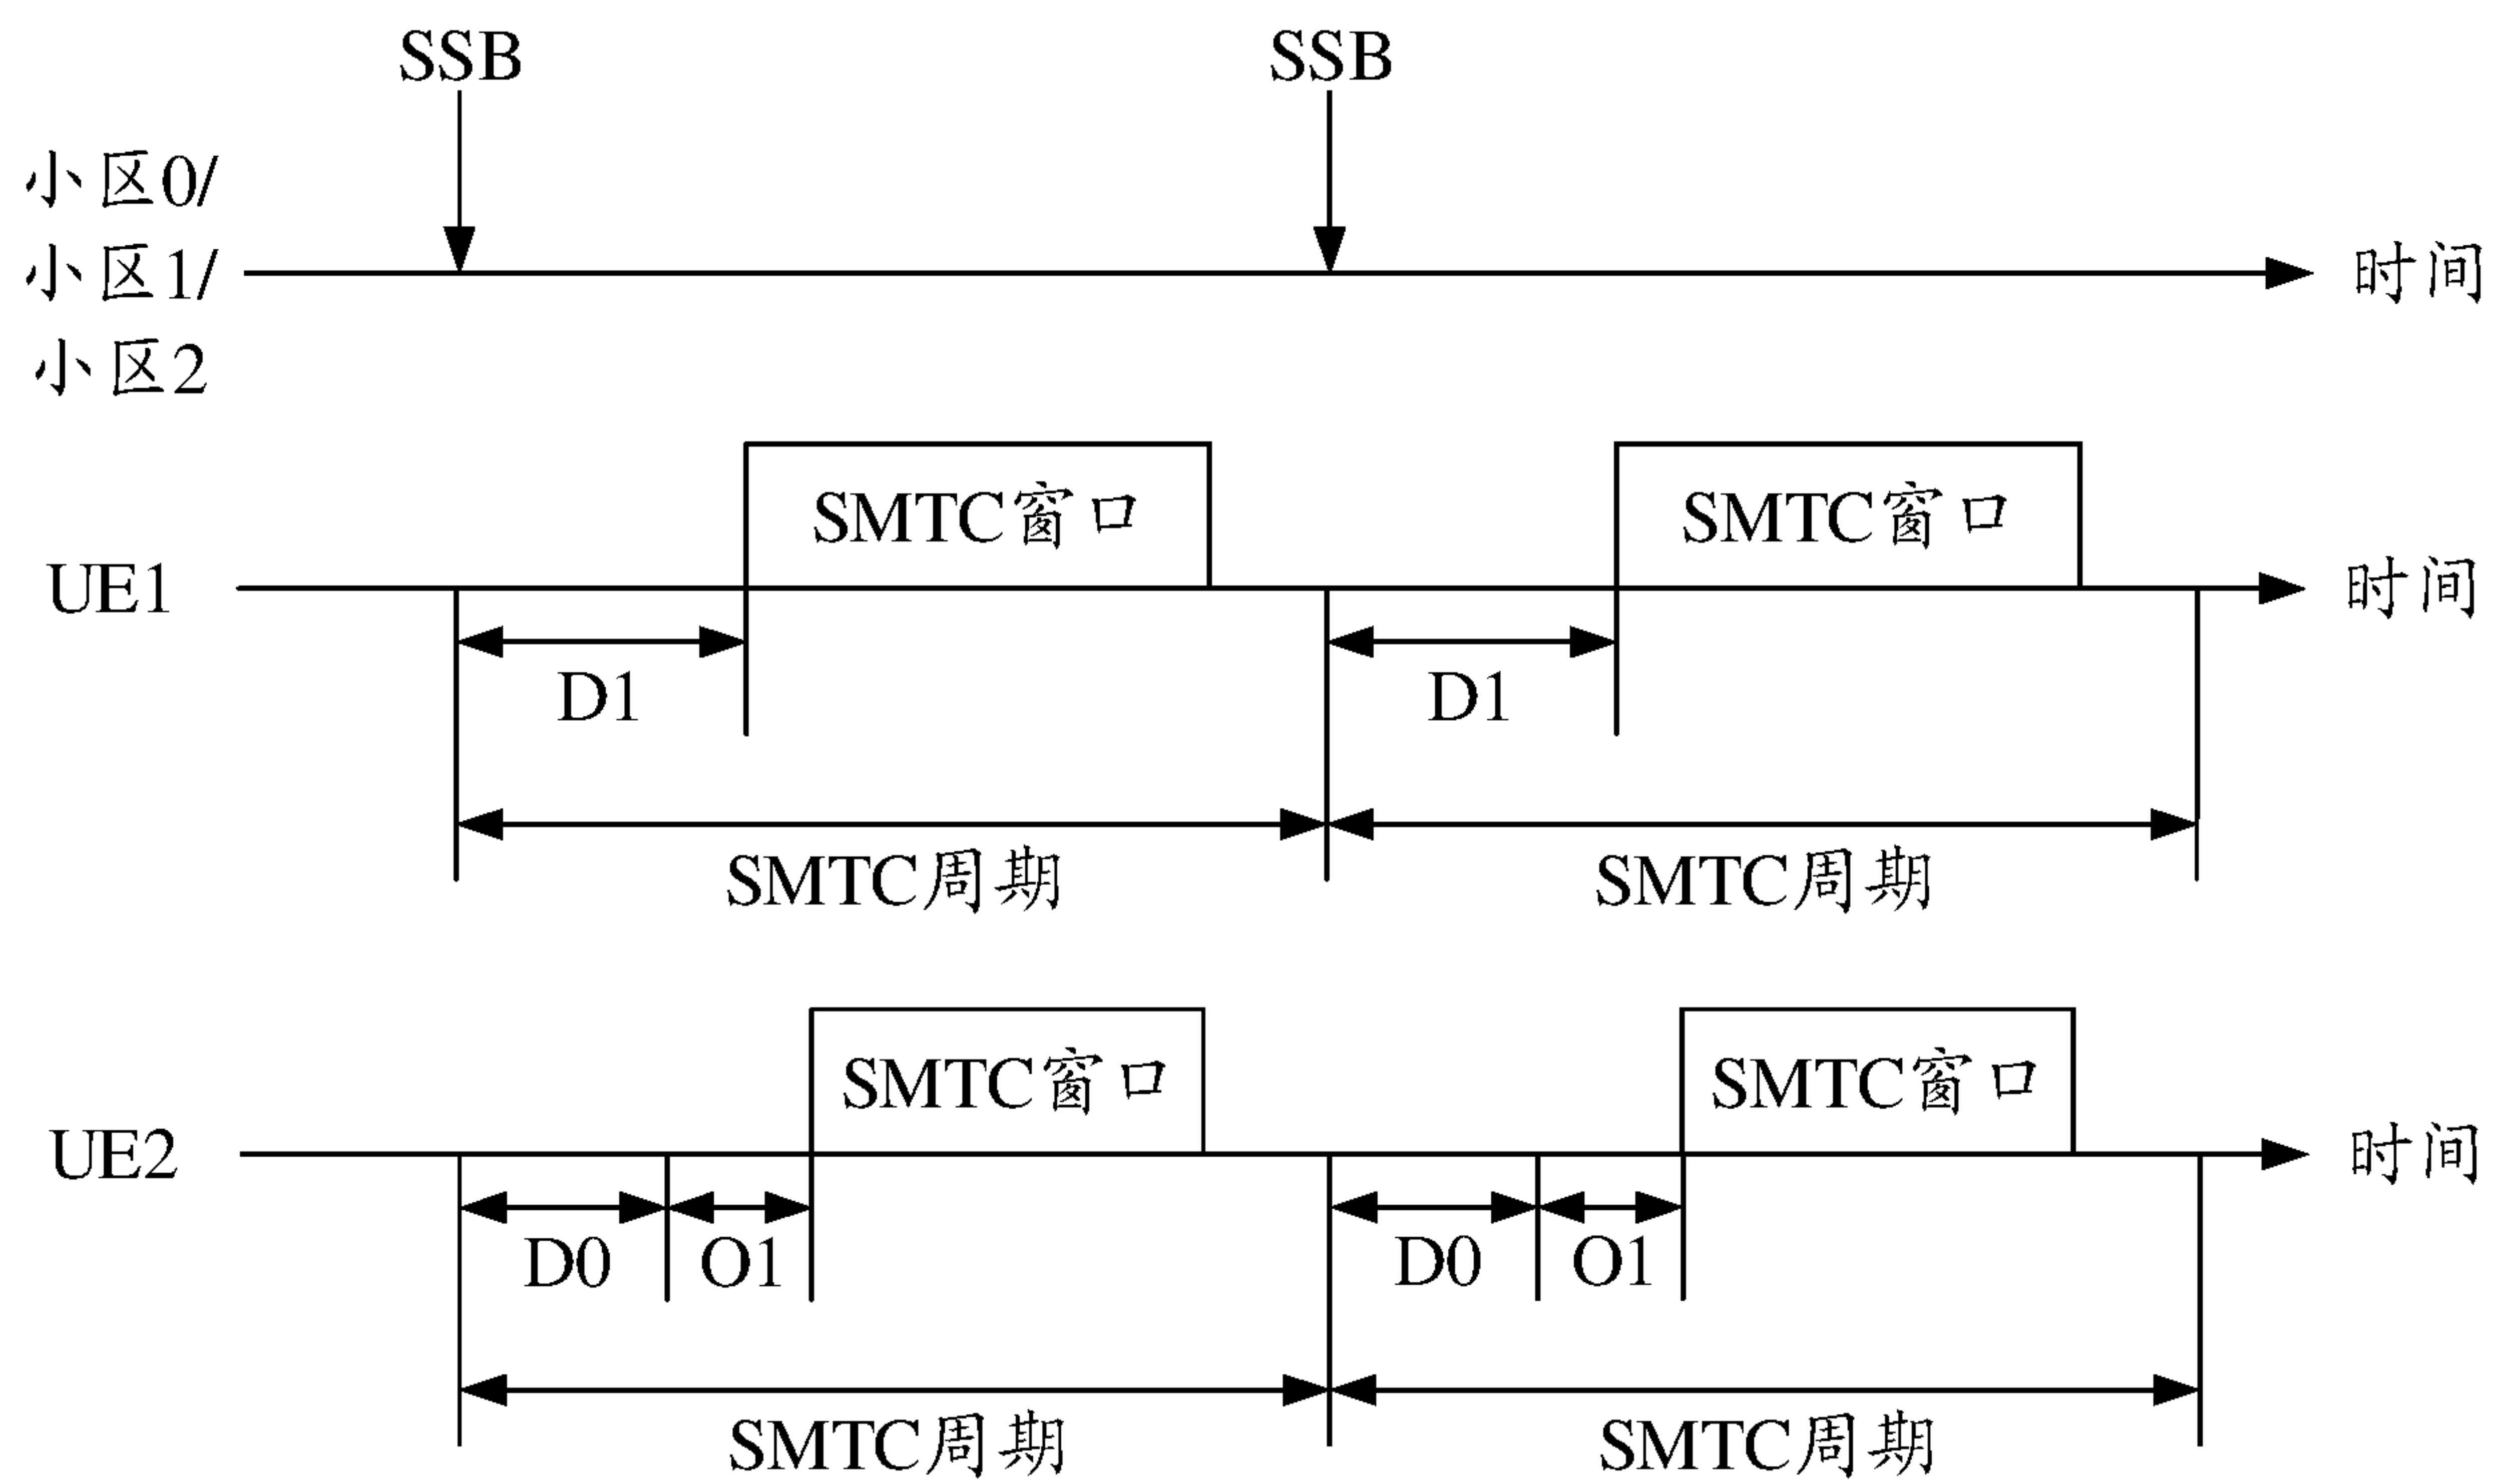 SSB SSB
小区0/
小区1/ 时间
小区2
SMTC窗口 SMTC窗口
UE1 时间
D1 D1
SMTC周期 SMTC周期
SMTC窗口 SMTC窗口
UE2 时间
D0 O1 D0 O1
SMTC周期 SMTC周期